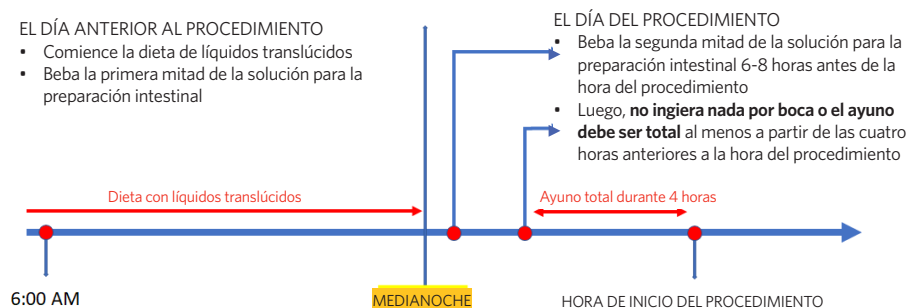 EL DÍA ANTERIOR AL PROCEDIMIENTO
• Comience la dieta de líquidos translúcidos
• Beba la primera mitad de la solución para la
preparación intestinal
EL DÍA DEL PROCEDIMIENTO
• Beba la segunda mitad de la solución para la
preparación intestinal 6-8 horas antes de la
hora del procedimiento
• Luego, no ingiera nada por boca o el ayuno
debe ser total al menos a partir de las cuatro
horas anteriores a la hora del procedimiento
Dieta con líquidos translúcidos
Ayuno total durante 4 horas
6:00 AM
MEDIANOCHE
HORA DE INICIO DEL PROCEDIMIENTO